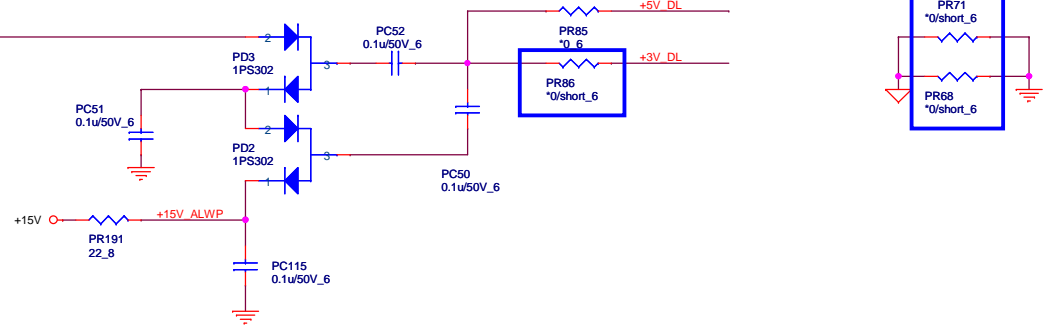 +5V_DL
PR71
*0/short_6
PC52
0.1u/50V_6
PR85
*0_6
2
PD3
1PS302
3
+3V_DL
PR86
*0/short_6
1
PR68
*0/short_6
PC51
0.1u/50V_6
2
PD2
1PS302
3
1
PC50
0.1u/50V_6
+15V
+15V_ALWP
PR191
22_8
PC115
0.1u/50V_6